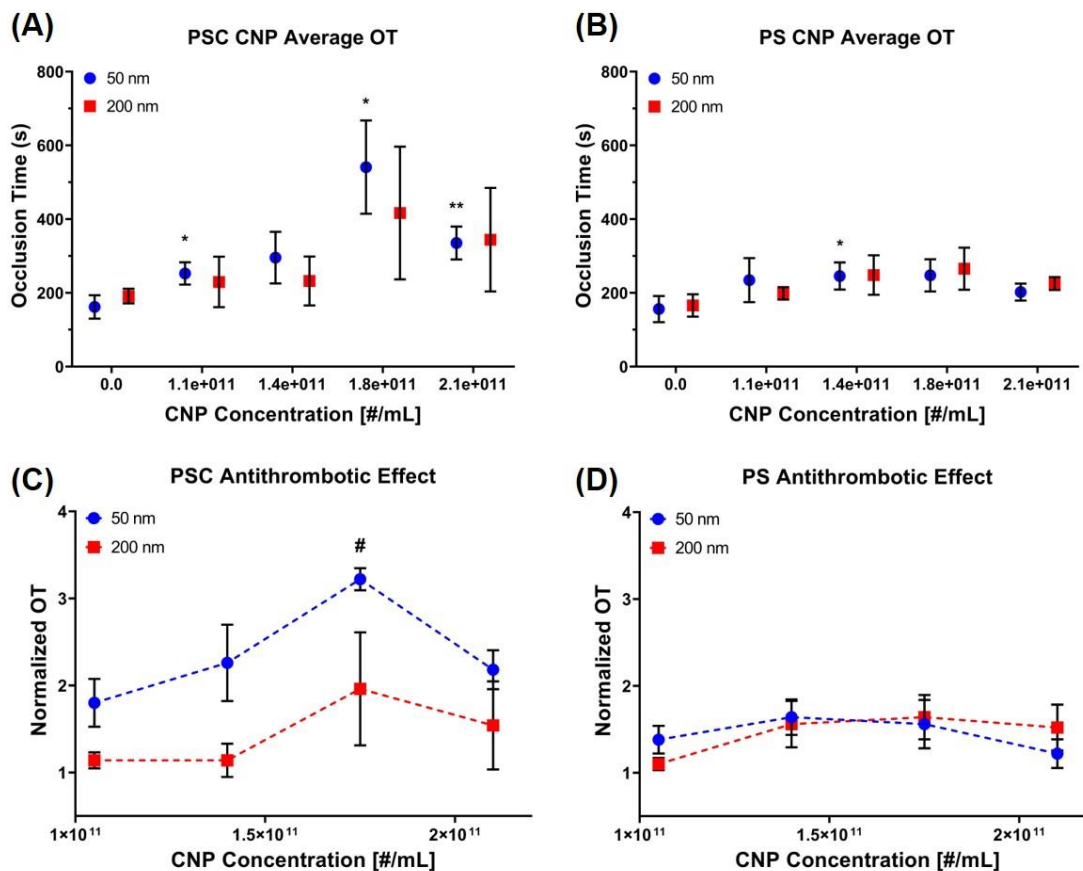 (A)
PSC CNP Average OT
50 nm
200 nm
Occlusion Time (s)
800
600
400
200
0
*
*
**
0.0
1.1e+011
1.4e+011
1.8e+011
2.1e+011
CNP Concentration [#/mL]
(B)
PS CNP Average OT
50 nm
200 nm
Occlusion Time (s)
800
600
400
200
0
*
0.0
1.1e+011
1.4e+011
1.8e+011
2.1e+011
CNP Concentration [#/mL]
(C)
PSC Antithrombotic Effect
50 nm
200 nm
Normalized OT
4
3
2
1
#
1×10¹¹
1.5×10¹¹
2×10¹¹
CNP Concentration [#/mL]
(D)
PS Antithrombotic Effect
50 nm
200 nm
Normalized OT
4
3
2
1
1×10¹¹
1.5×10¹¹
2×10¹¹
CNP Concentration [#/mL]